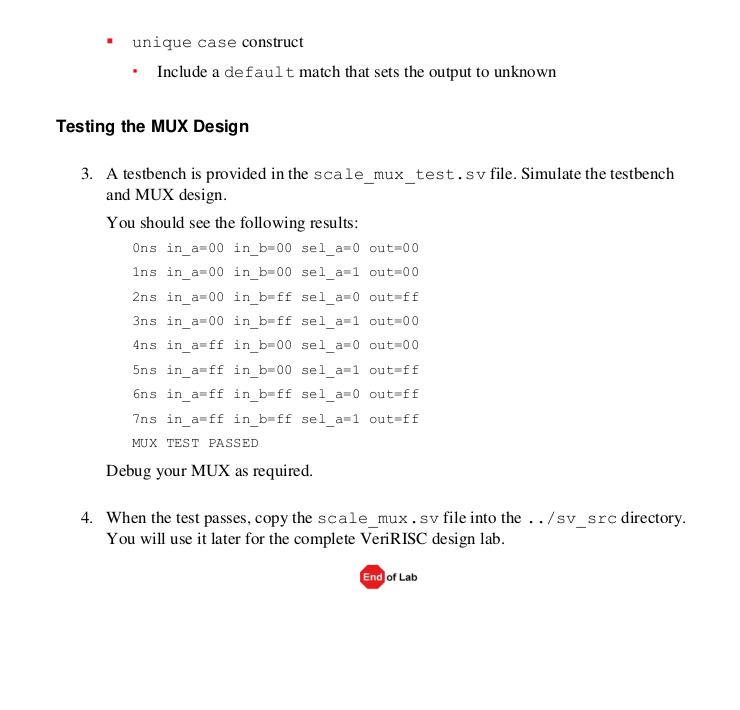 ▪ unique case construct
▪ Include a default match that sets the output to unknown
Testing the MUX Design
3. A testbench is provided in the scale_mux_test.sv file. Simulate the testbench
and MUX design.
You should see the following results:
0ns in_a=00 in_b=00 sel_a=0 out=00
1ns in_a=00 in_b=00 sel_a=1 out=00
2ns in_a=00 in_b=ff sel_a=0 out=ff
3ns in_a=00 in_b=ff sel_a=1 out=00
4ns in_a=ff in_b=00 sel_a=0 out=00
5ns in_a=ff in_b=00 sel_a=1 out=ff
6ns in_a=ff in_b=ff sel_a=0 out=ff
7ns in_a=ff in_b=ff sel_a=1 out=ff
MUX TEST PASSED
Debug your MUX as required.
4. When the test passes, copy the scale_mux.sv file into the ../sv_src directory.
You will use it later for the complete VeriRISC design lab.
End of Lab